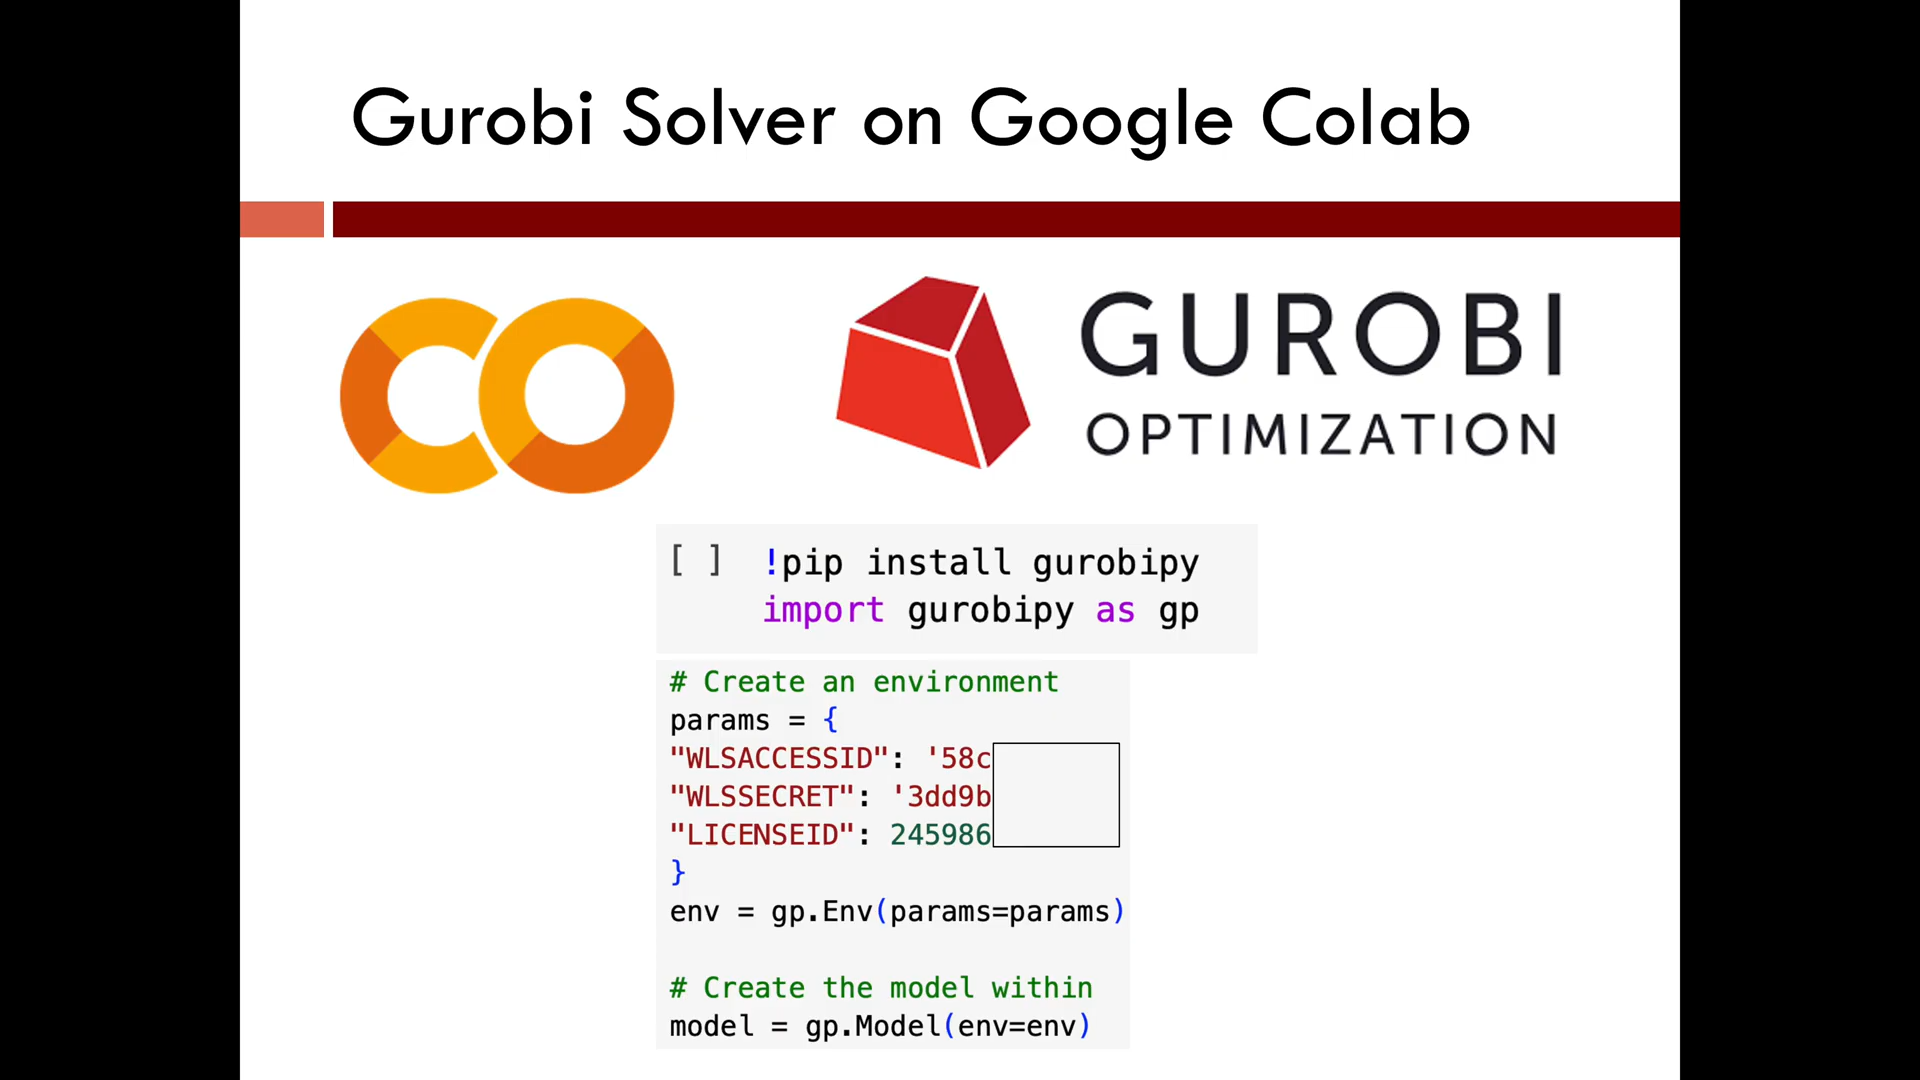 Gurobi Solver on Google Colab
CO
GUROBI
OPTIMIZATION
[ ] !pip install gurobipy
import gurobipy as gp
# Create an environment
params = {
"WLSACCESSID": '58c
"WLSSECRET": '3dd9b
"LICENSEID": 245986
}
env = gp.Env(params=params)
# Create the model within
model = gp.Model(env=env)